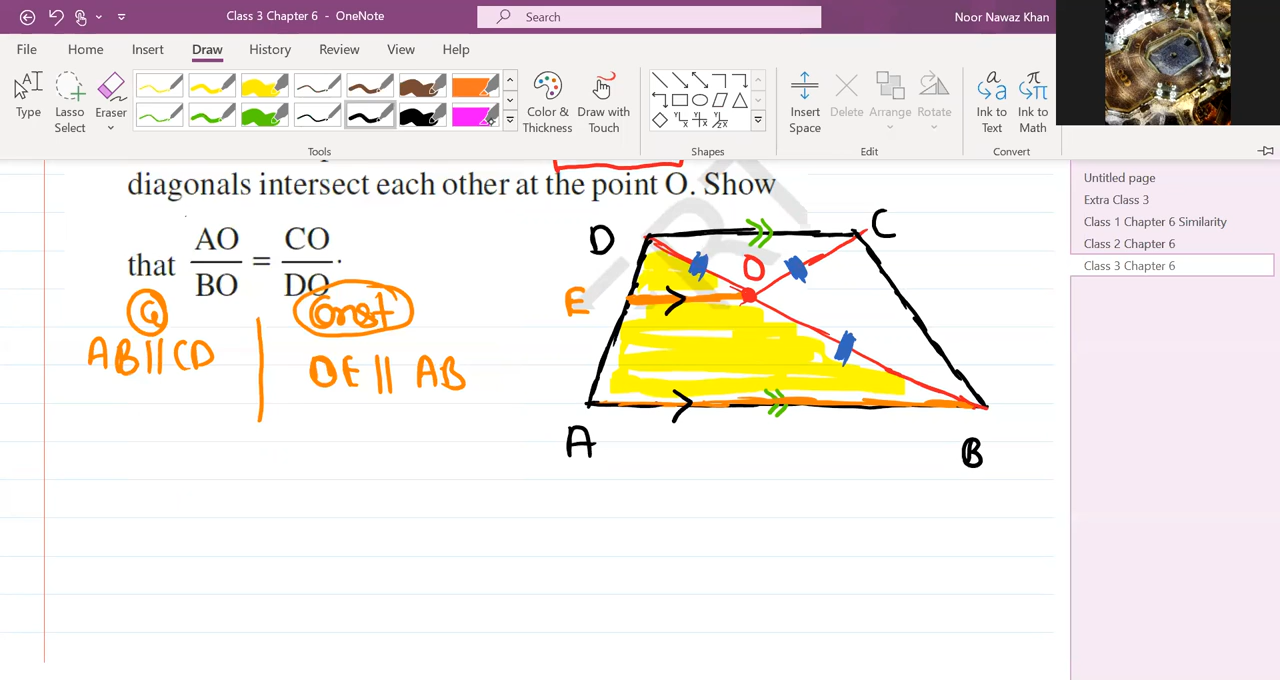 Class 3 Chapter 6 - OneNote
Search
Noor Nawaz Khan
File Home Insert Draw History Review View Help
Type
Lasso Select
Eraser
Color & Thickness
Draw with Touch
Insert Space
Delete
Arrange
Rotate
Ink to Text
Ink to Math
Tools
Shapes
Edit
Convert
Untitled page
Extra Class 3
Class 1 Chapter 6 Similarity
Class 2 Chapter 6
Class 3 Chapter 6
diagonals intersect each other at the point O. Show
that AO/BO = CO/DO.
G
Const
AB || CD
OE || AB
D
C
O
E
A
B